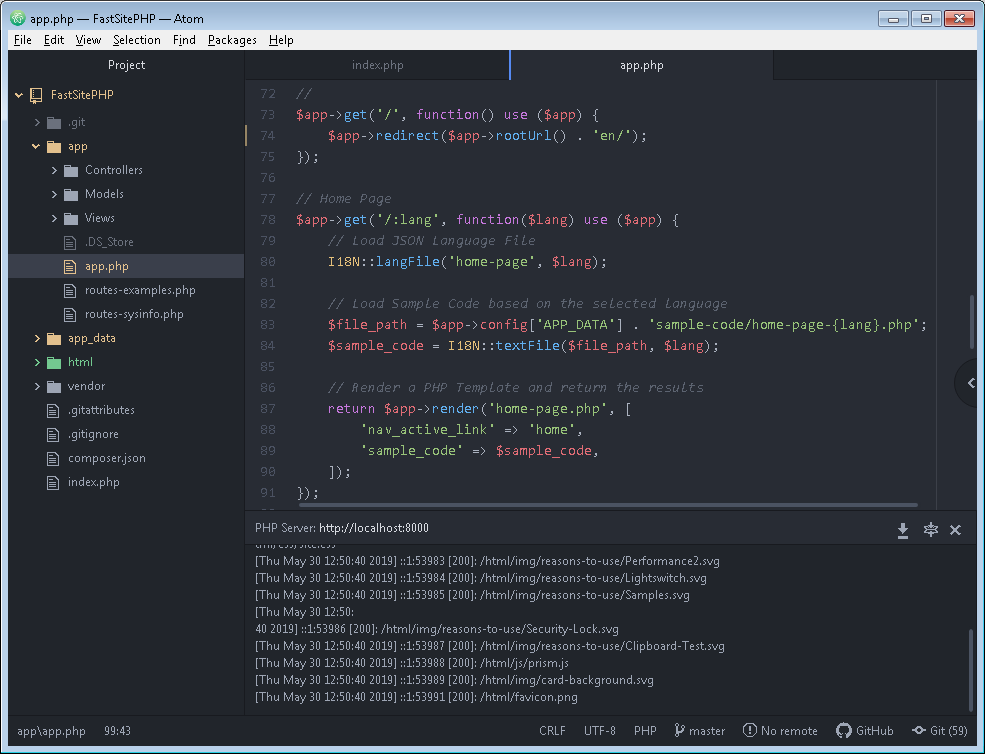 app.php — FastSitePHP — Atom
File Edit View Selection Find Packages Help
Project
FastSitePHP
.git
app
Controllers
Models
Views
.DS_Store
app.php
routes-examples.php
routes-sysinfo.php
app_data
html
vendor
.gitattributes
.gitignore
composer.json
index.php
index.php app.php
72 //
73 $app->get('/', function() use ($app) {
74 $app->redirect($app->rootUrl() . 'en/');
75 });
76
77 // Home Page
78 $app->get('/:lang', function($lang) use ($app) {
79 // Load JSON Language File
80 I18N::langFile('home-page', $lang);
81
82 // Load Sample Code based on the selected language
83 $file_path = $app->config['APP_DATA'] . 'sample-code/home-page-{lang}.php';
84 $sample_code = I18N::textFile($file_path, $lang);
85
86 // Render a PHP Template and return the results
87 return $app->render('home-page.php', [
88 'nav_active_link' => 'home',
89 'sample_code' => $sample_code,
90 ]);
91 });
PHP Server: http://localhost:8000
[Thu May 30 12:50:40 2019] ::1:53983 [200]: /html/img/reasons-to-use/Performance2.svg
[Thu May 30 12:50:40 2019] ::1:53984 [200]: /html/img/reasons-to-use/Lightswitch.svg
[Thu May 30 12:50:40 2019] ::1:53985 [200]: /html/img/reasons-to-use/Samples.svg
[Thu May 30 12:50:
40 2019] ::1:53986 [200]: /html/img/reasons-to-use/Security-Lock.svg
[Thu May 30 12:50:40 2019] ::1:53987 [200]: /html/img/reasons-to-use/Clipboard-Test.svg
[Thu May 30 12:50:40 2019] ::1:53988 [200]: /html/js/prism.js
[Thu May 30 12:50:40 2019] ::1:53989 [200]: /html/img/card-background.svg
[Thu May 30 12:50:40 2019] ::1:53991 [200]: /html/favicon.png
app\app.php 99:43 CRLF UTF-8 PHP master No remote GitHub Git (59)